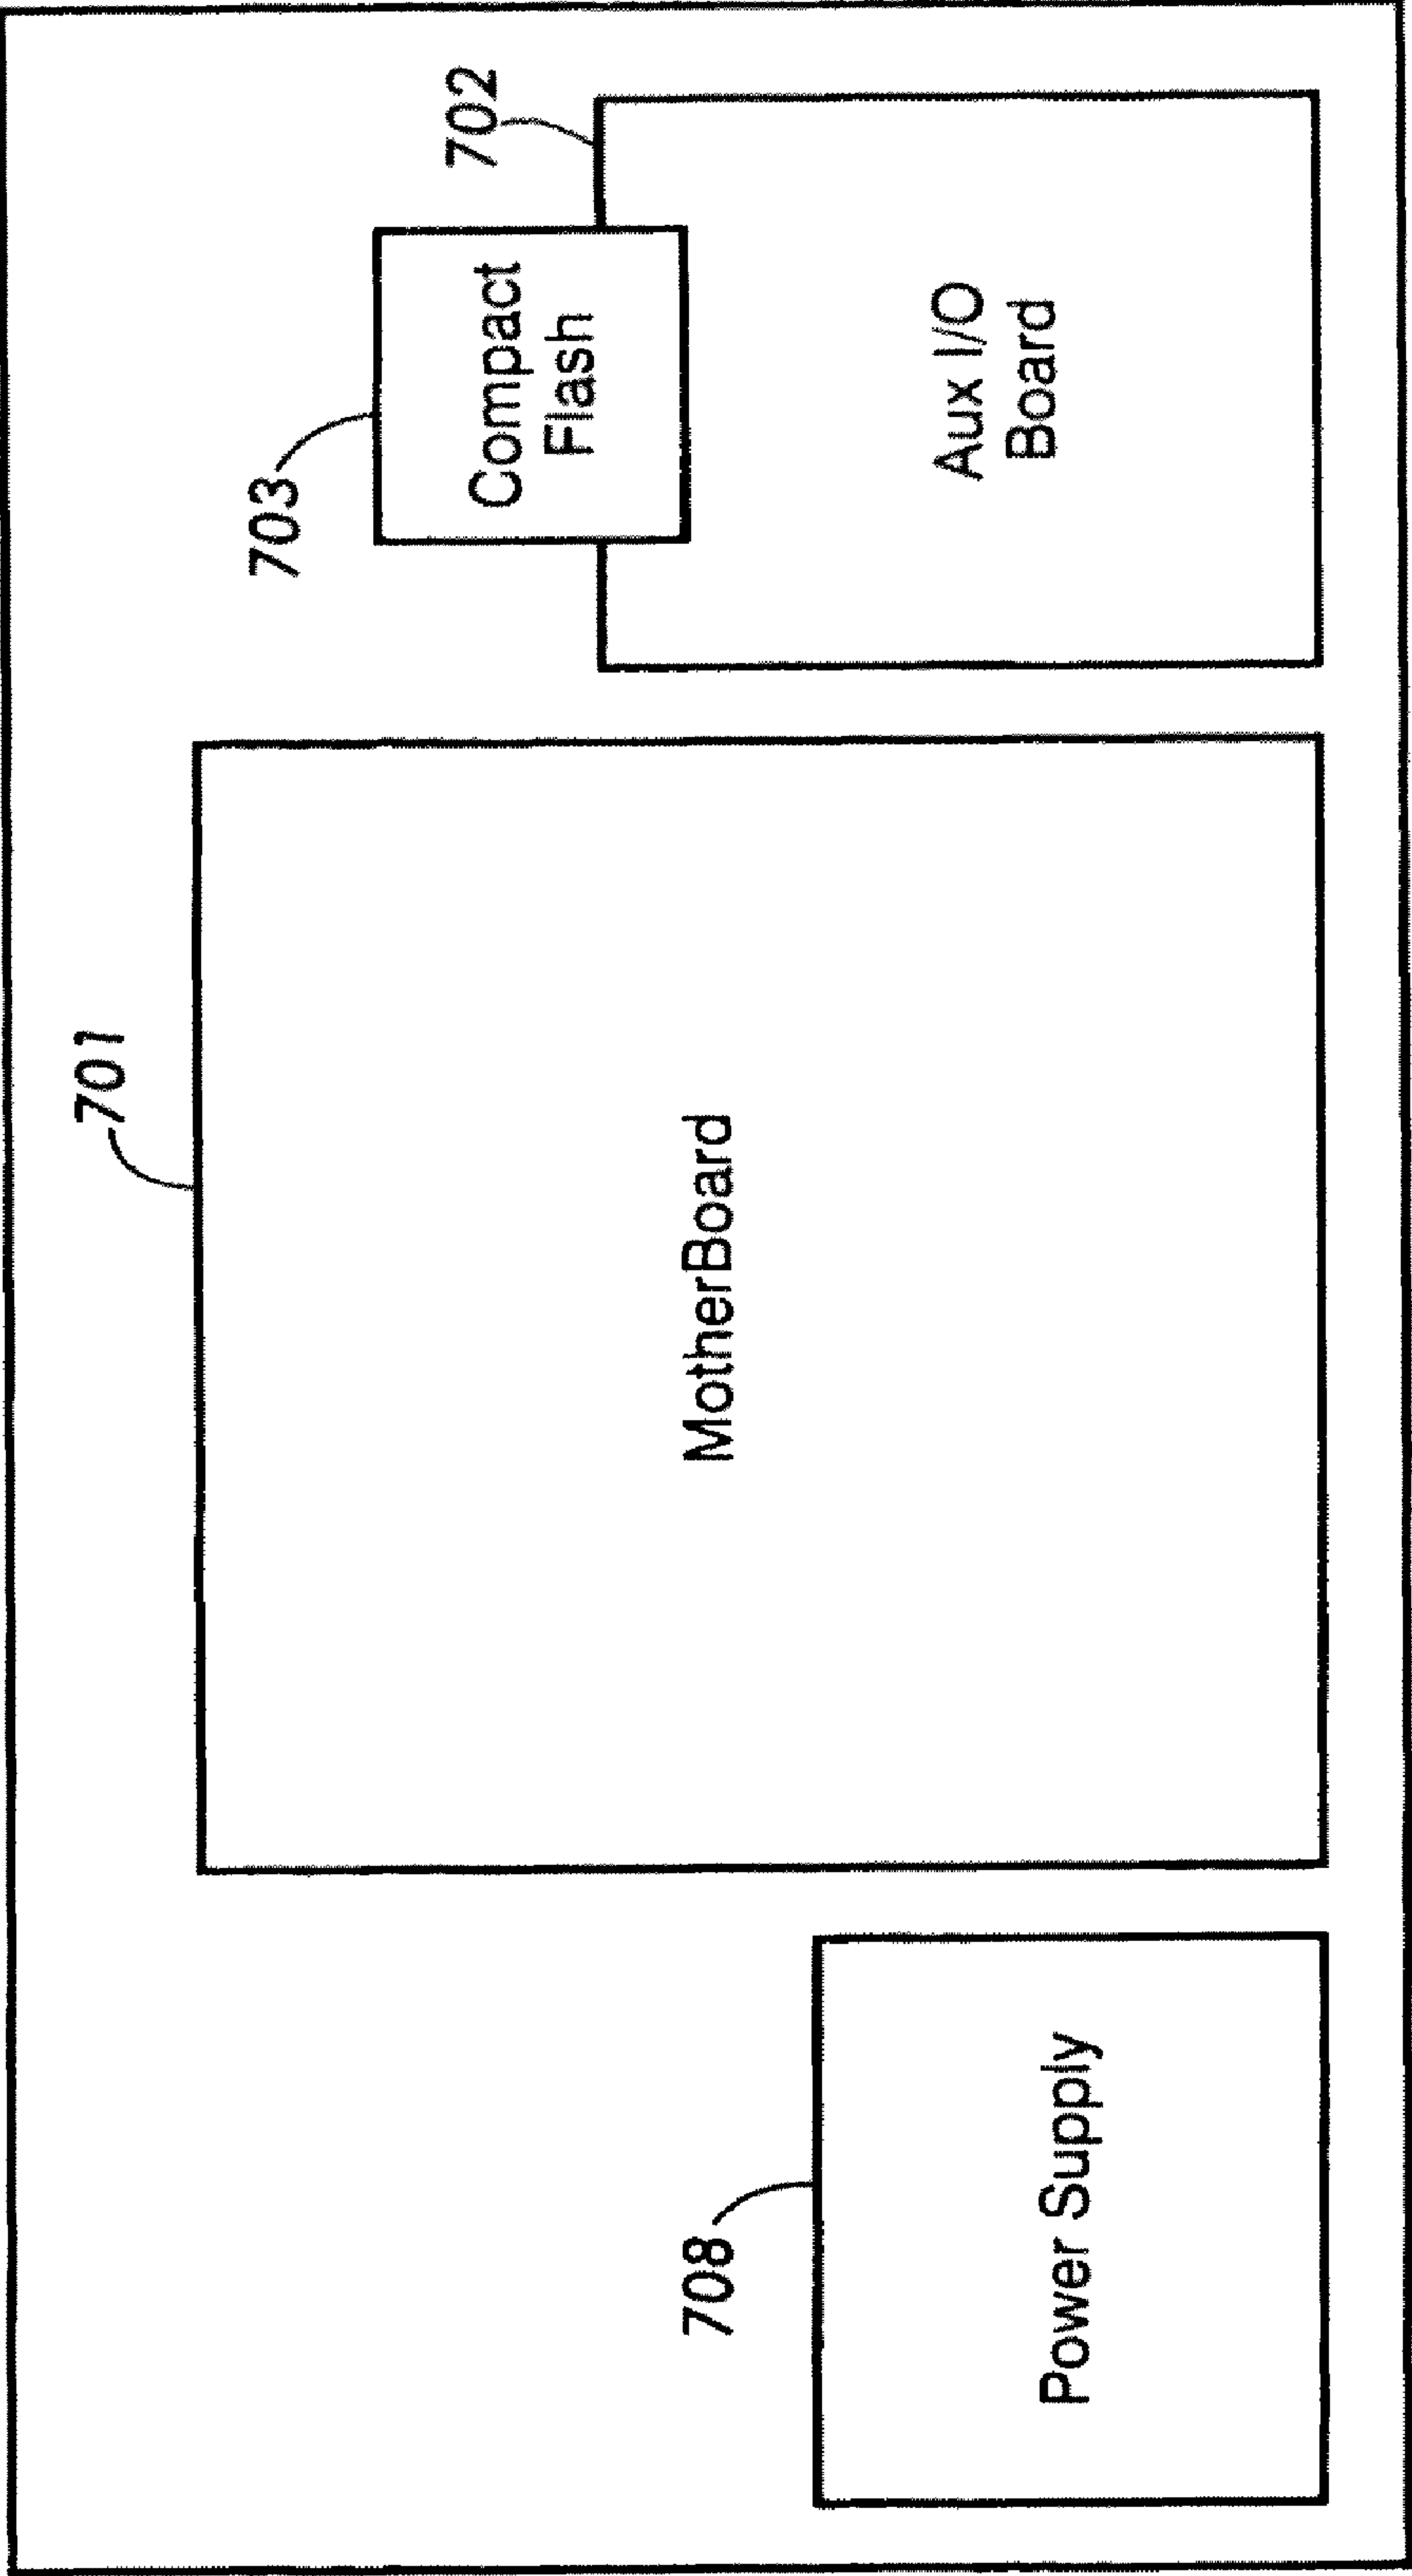 701
702
703
Compact
Flash
MotherBoard
Aux I/O
Board
708
Power Supply